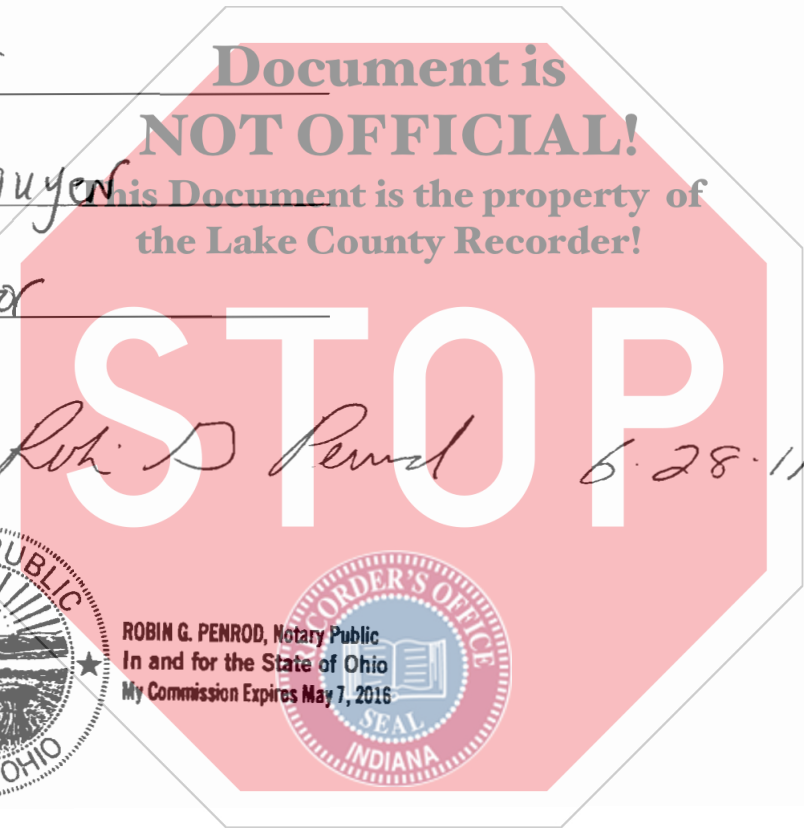 Document is
NOT OFFICIAL!
This Document is the property of
the Lake County Recorder!
STOP
6.28.11
PUBLIC
ROBIN G. PENROD, Notary Public
In and for the State of Ohio
My Commission Expires May 7, 2016
OHIO
RECORDER'S OFFICE
SEAL
INDIANA